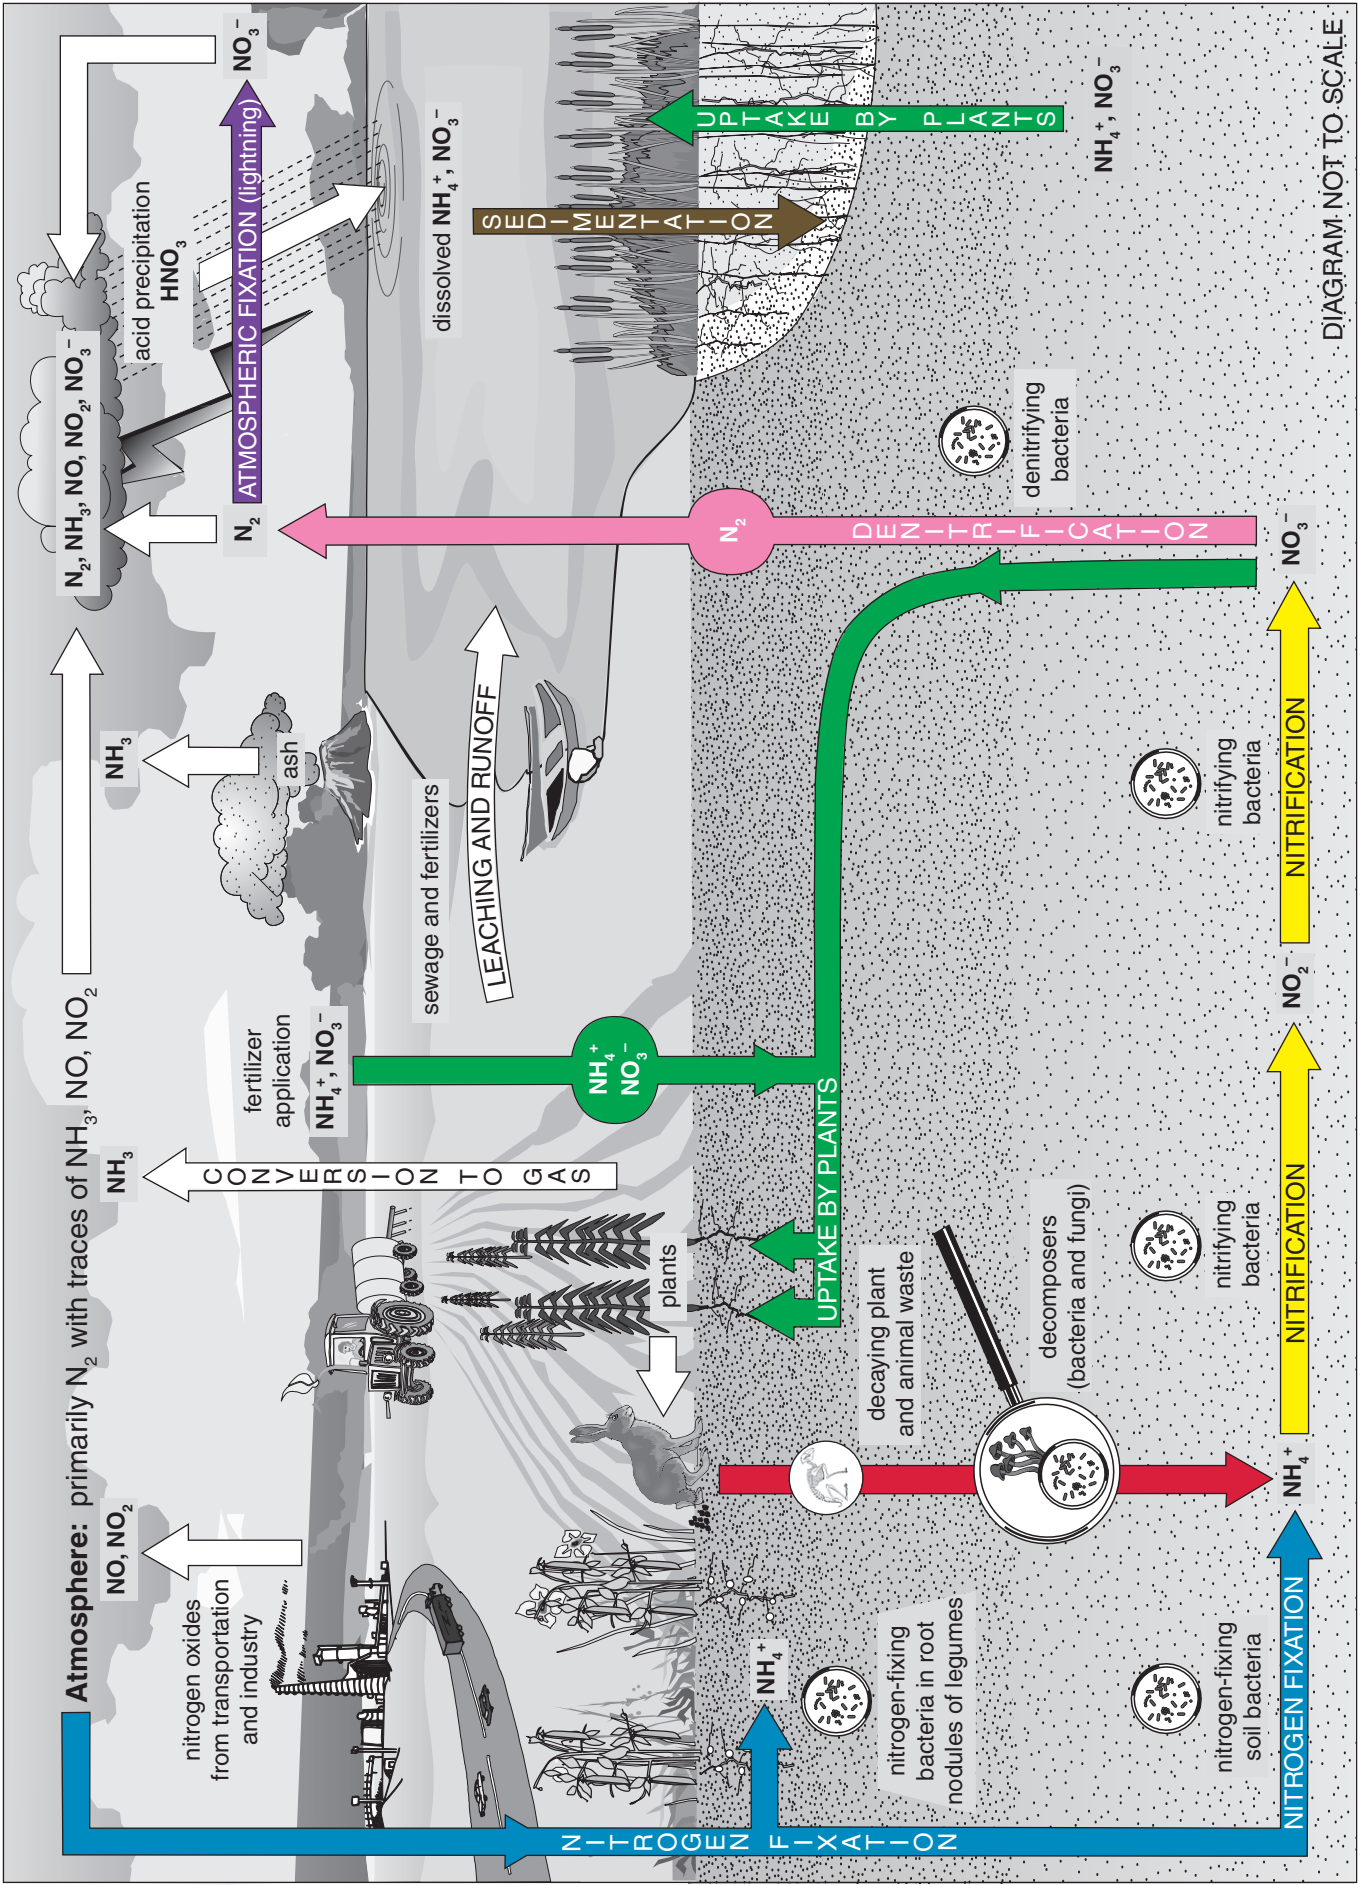 Atmosphere: primarily N₂ with traces of NH₃, NO, NO₂
N₂, NH₃, NO, NO₂, NO₃⁻
NO, NO₂
NH₃
NH₃
acid precipitation
HNO₃
NO₃⁻
nitrogen oxides
from transportation
and industry
CONVERSION TO GAS
fertilizer
application
NH₄⁺, NO₃⁻
ash
N₂
ATMOSPHERIC FIXATION (lightning)
sewage and fertilizers
LEACHING AND RUNOFF
dissolved NH₄⁺, NO₃⁻
SEDIMENTATION
NH₄⁺
NO₃⁻
plants
N₂
UPTAKE BY PLANTS
NITROGEN FIXATION
NH₄⁺
UPTAKE BY PLANTS
decaying plant
and animal waste
nitrogen-fixing
bacteria in root
nodules of legumes
DENITRIFICATION
denitrifying
bacteria
decomposers
(bacteria and fungi)
NH₄⁺, NO₃⁻
nitrogen-fixing
soil bacteria
nitrifying
bacteria
nitrifying
bacteria
NITROGEN FIXATION
NH₄⁺
NITRIFICATION
NO₂⁻
NITRIFICATION
NO₃⁻
DIAGRAM NOT TO SCALE